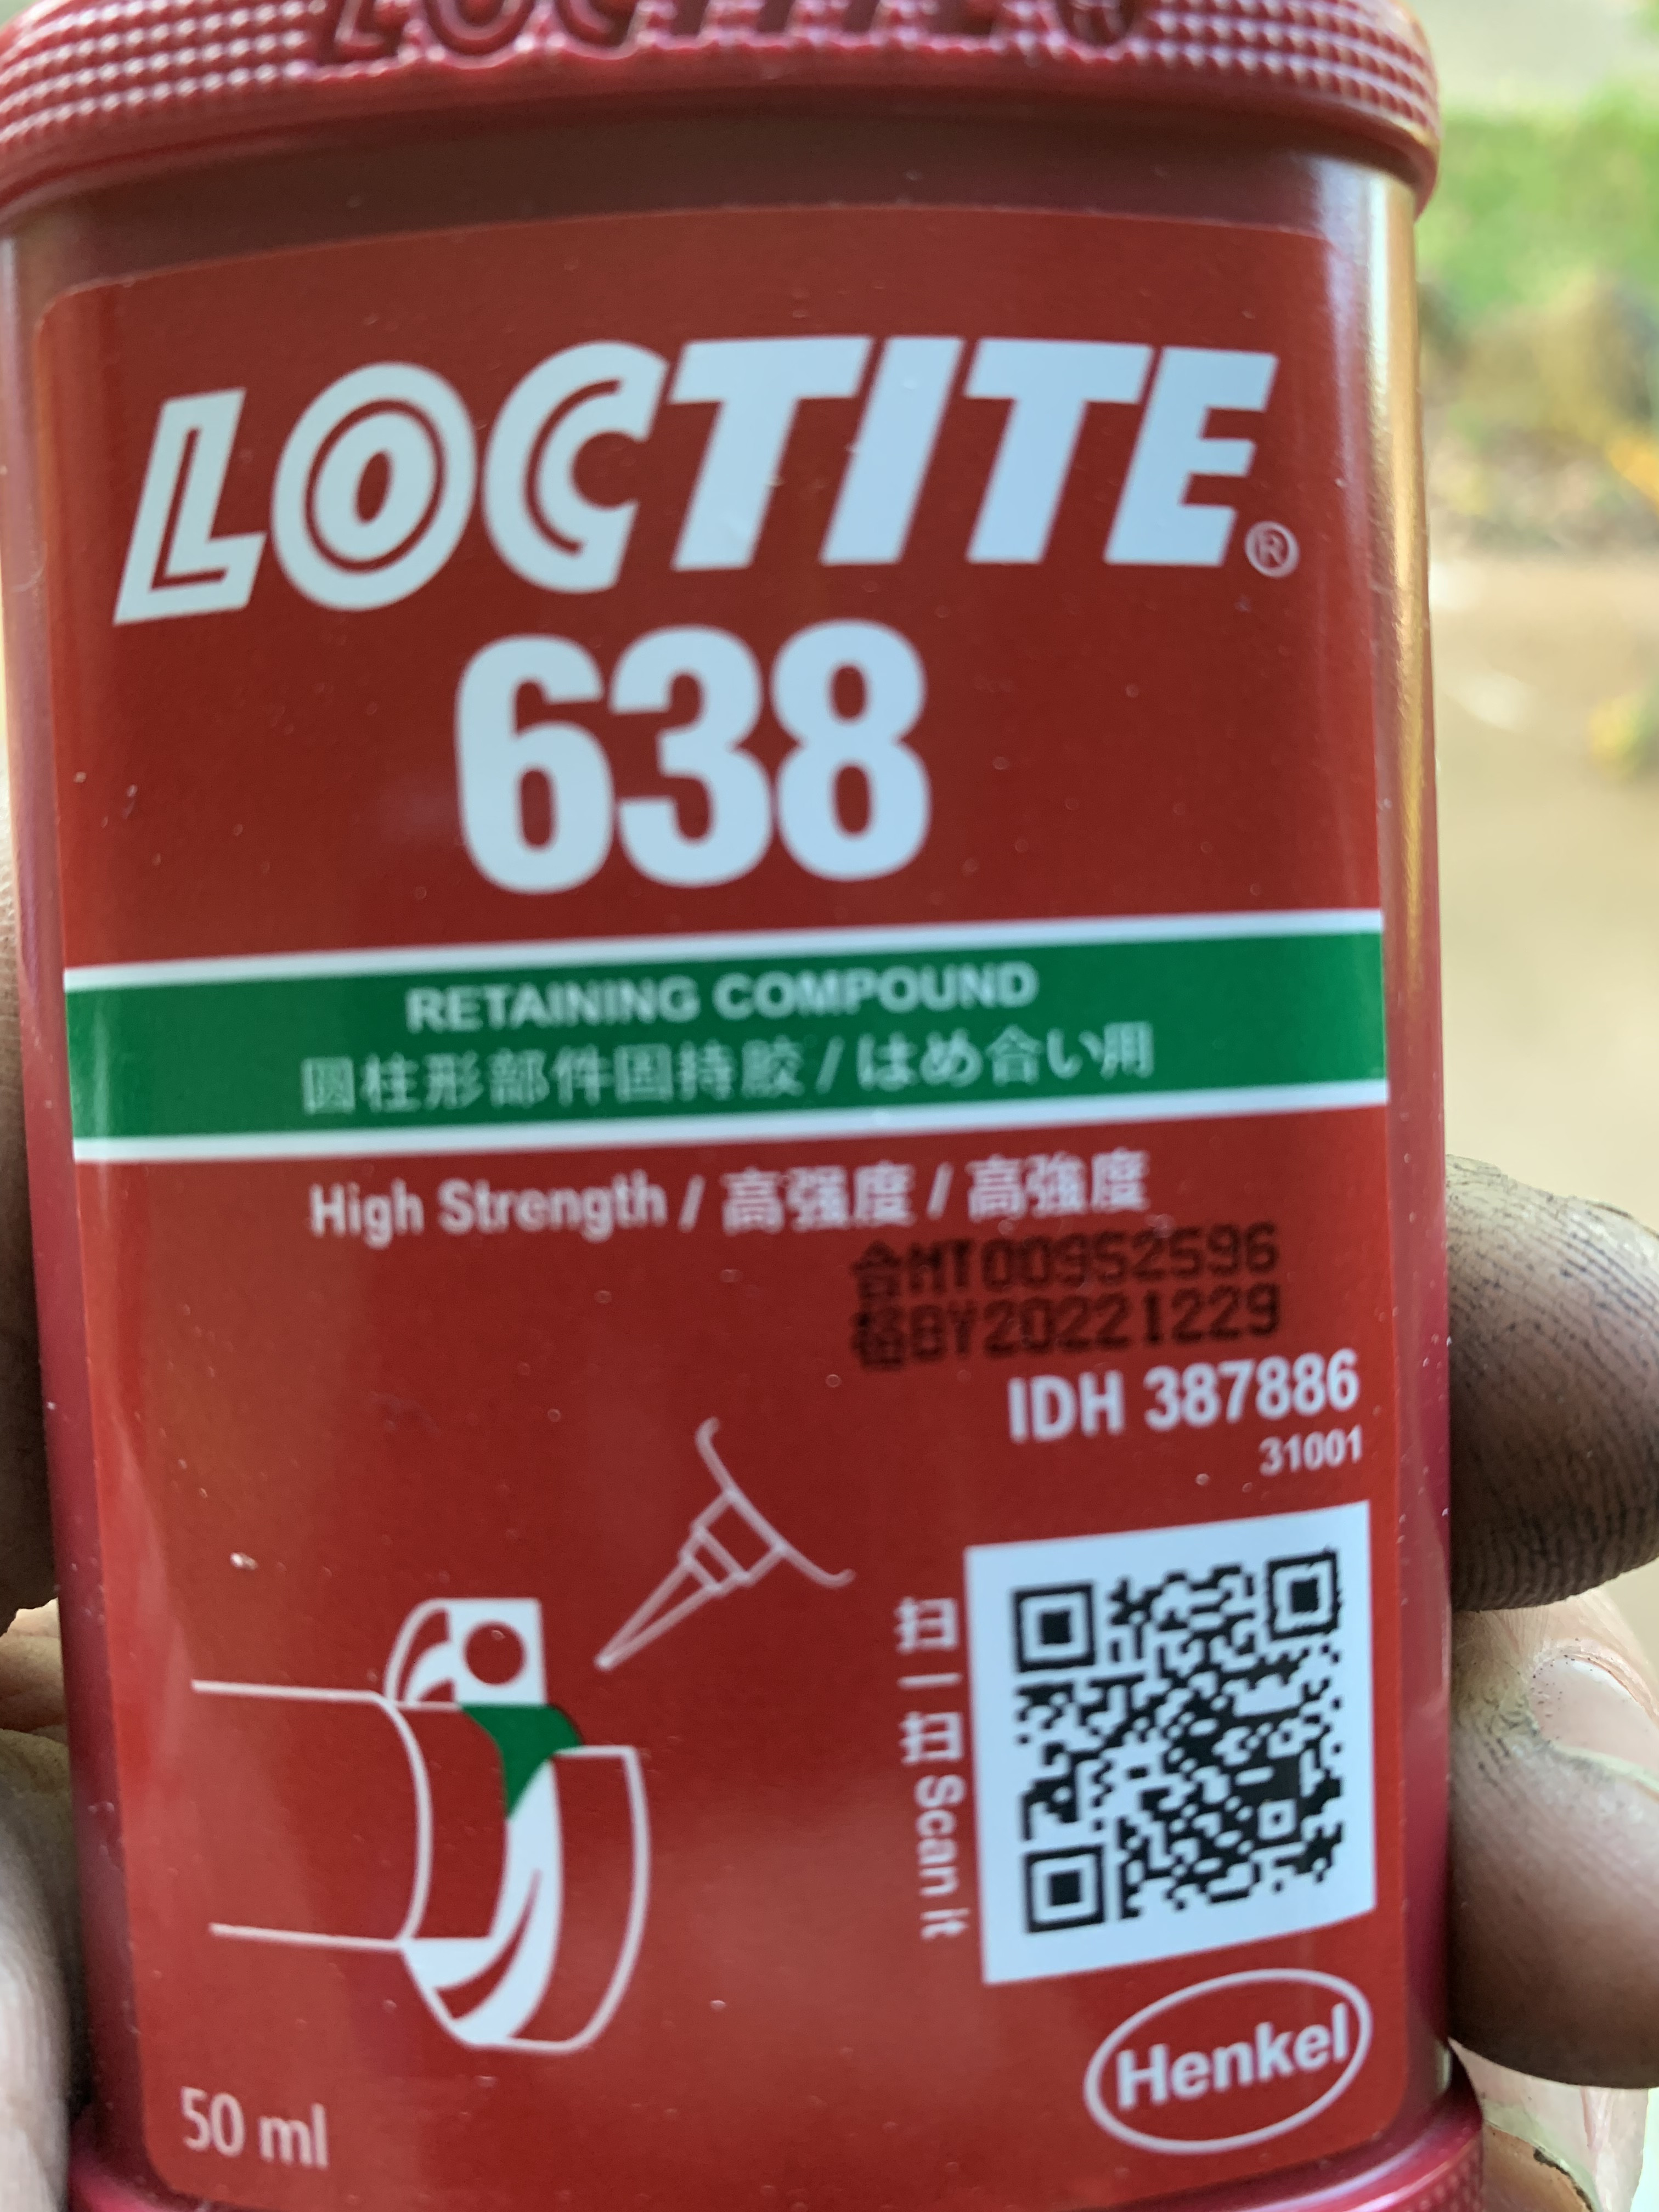 LOCTITE®
LOCTITE®
638
RETAINING COMPOUND
圆柱形部件固持胶 / はめ合い用
High Strength / 高强度 / 高強度
合MT00952596
格BY20221229
IDH 387886
31001
扫一扫 Scan it
Henkel
50 ml